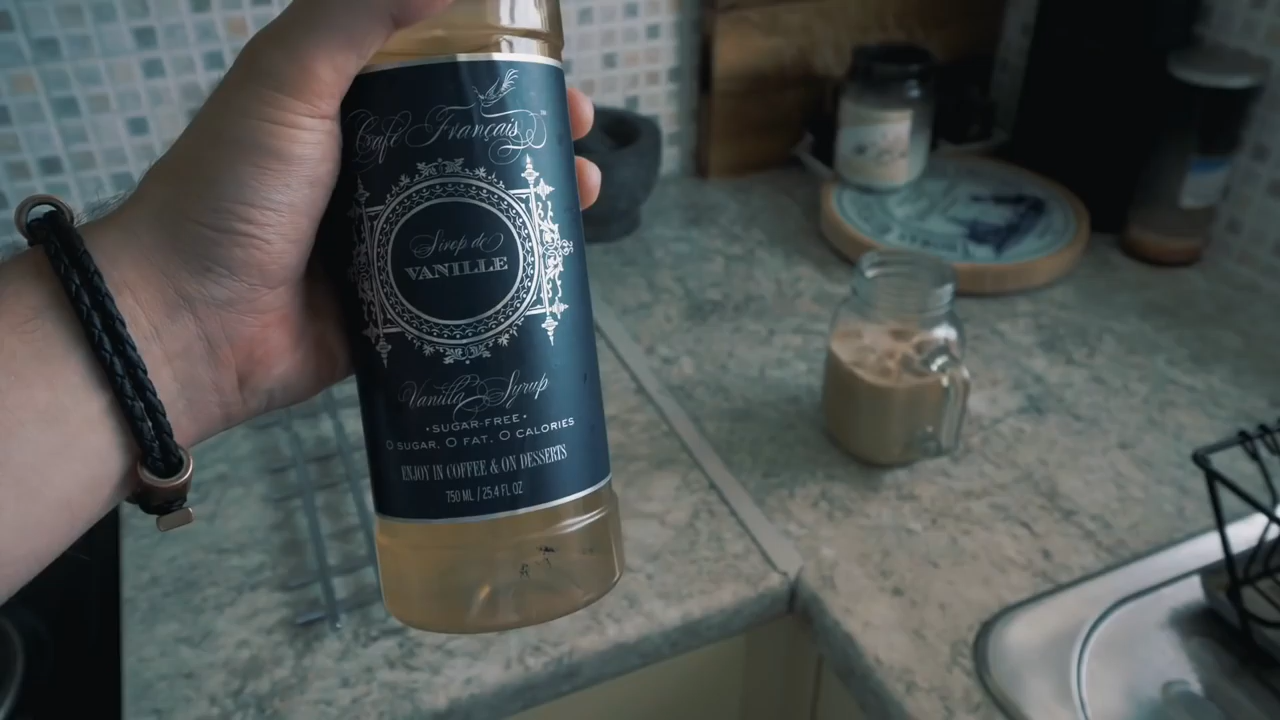 Café Français
Sirop de
VANILLE
Vanilla Syrup
•SUGAR-FREE•
0 SUGAR, 0 FAT, 0 CALORIES
ENJOY IN COFFEE & ON DESSERTS
750 ML / 25.4 FL OZ